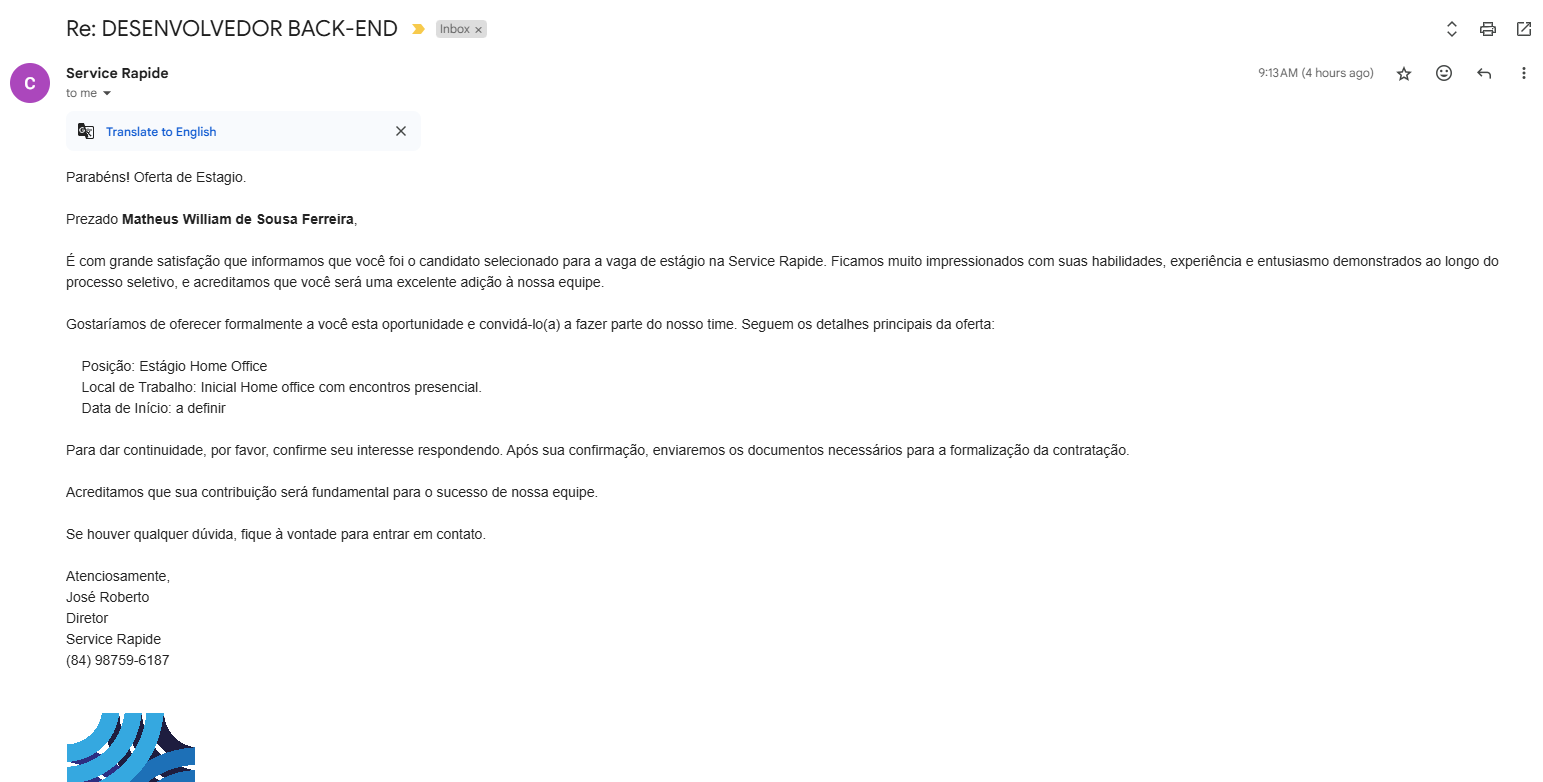 Re: DESENVOLVEDOR BACK-END Inbox ×
Service Rapide 9:13 AM (4 hours ago)
to me
C
Translate to English
Parabéns! Oferta de Estagio.
Prezado Matheus William de Sousa Ferreira,
É com grande satisfação que informamos que você foi o candidato selecionado para a vaga de estágio na Service Rapide. Ficamos muito impressionados com suas habilidades, experiência e entusiasmo demonstrados ao longo do
processo seletivo, e acreditamos que você será uma excelente adição à nossa equipe.
Gostaríamos de oferecer formalmente a você esta oportunidade e convidá-lo(a) a fazer parte do nosso time. Seguem os detalhes principais da oferta:
Posição: Estágio Home Office
Local de Trabalho: Inicial Home office com encontros presencial.
Data de Início: a definir
Para dar continuidade, por favor, confirme seu interesse respondendo. Após sua confirmação, enviaremos os documentos necessários para a formalização da contratação.
Acreditamos que sua contribuição será fundamental para o sucesso de nossa equipe.
Se houver qualquer dúvida, fique à vontade para entrar em contato.
Atenciosamente,
José Roberto
Diretor
Service Rapide
(84) 98759-6187